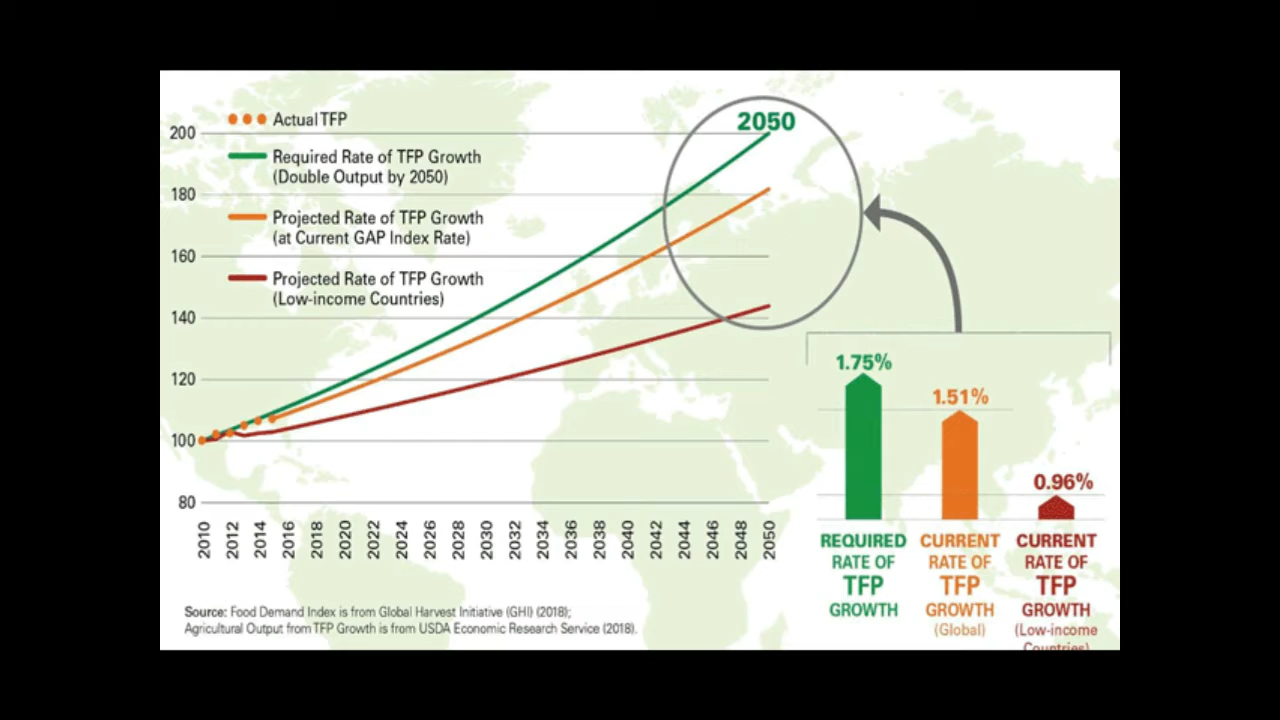 Actual TFP
Required Rate of TFP Growth
(Double Output by 2050)
Projected Rate of TFP Growth
(at Current GAP Index Rate)
Projected Rate of TFP Growth
(Low-income Countries)
200
180
160
140
120
100
80
2010
2012
2014
2016
2018
2020
2022
2024
2026
2028
2030
2032
2034
2036
2038
2040
2042
2044
2046
2048
2050
2050
1.75%
1.51%
0.96%
REQUIRED
RATE OF
TFP
GROWTH
CURRENT
RATE OF
TFP
GROWTH
(Global)
CURRENT
RATE OF
TFP
GROWTH
(Low-income
Countries)
Source: Food Demand Index is from Global Harvest Initiative (GHI) (2018);
Agricultural Output from TFP Growth is from USDA Economic Research Service (2018).